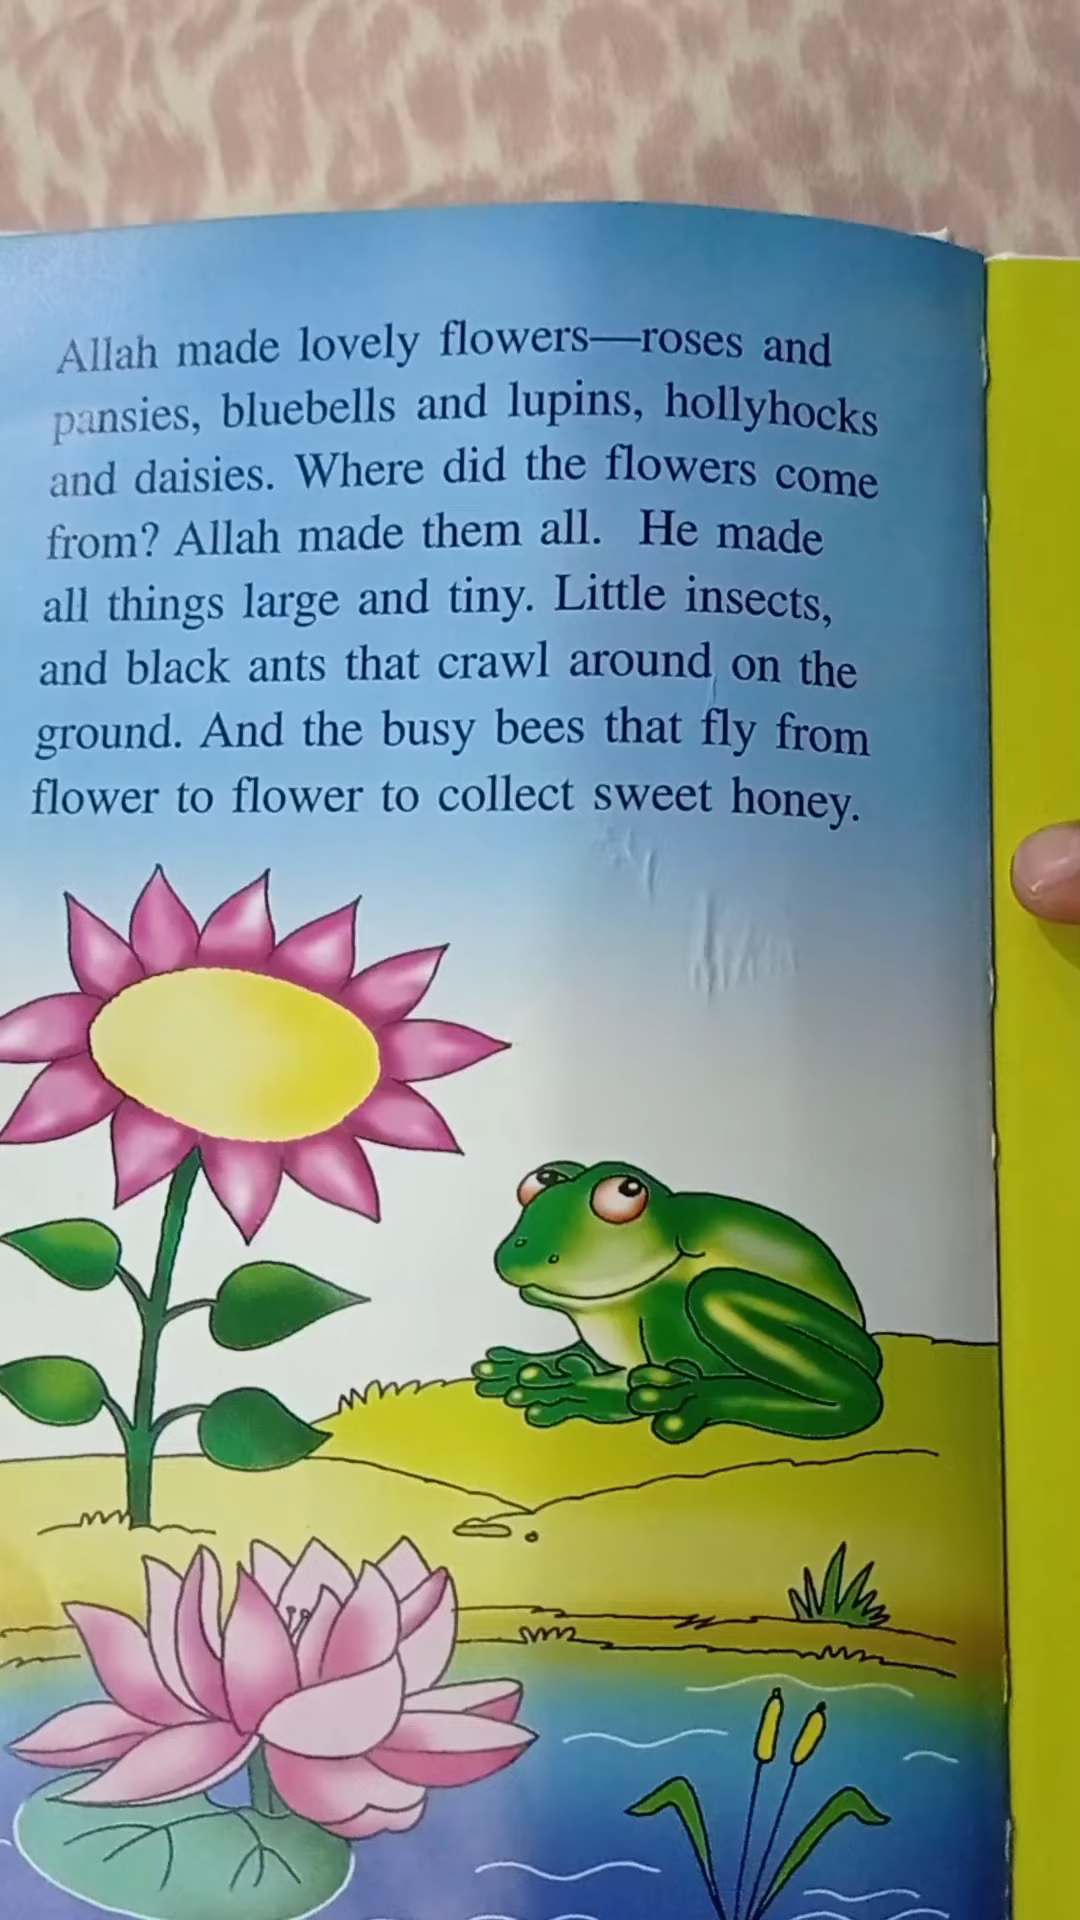 Allah made lovely flowers—roses and
pansies, bluebells and lupins, hollyhocks
and daisies. Where did the flowers come
from? Allah made them all. He made
all things large and tiny. Little insects,
and black ants that crawl around on the
ground. And the busy bees that fly from
flower to flower to collect sweet honey.